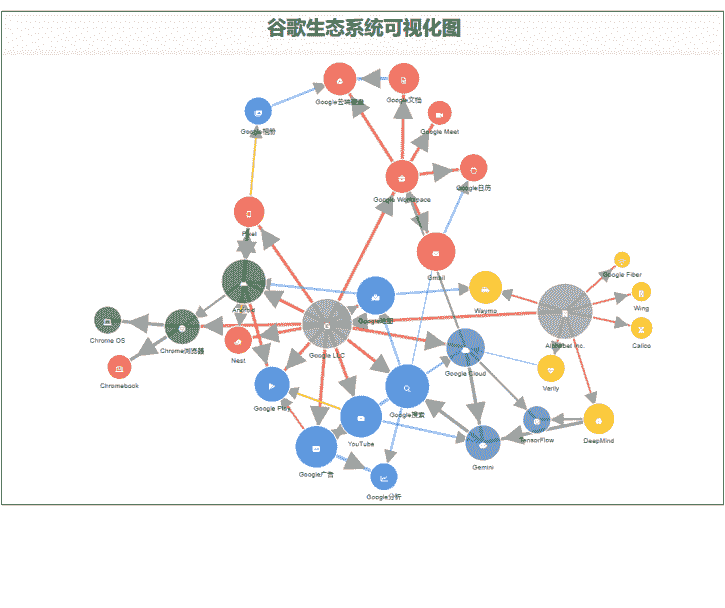 谷歌生态系统可视化图
Google云端硬盘
Google文档
Google相册
Google Meet
Google日历
Google Workspace
Pixel
Gmail
Google Fiber
Android
Waymo
Wing
Chrome OS
Chrome浏览器
Nest
Google LLC
Alphabet Inc.
Calico
Chromebook
Google Cloud
Verily
Google Play
Google搜索
YouTube
TensorFlow
DeepMind
Google广告
Gemini
Google分析